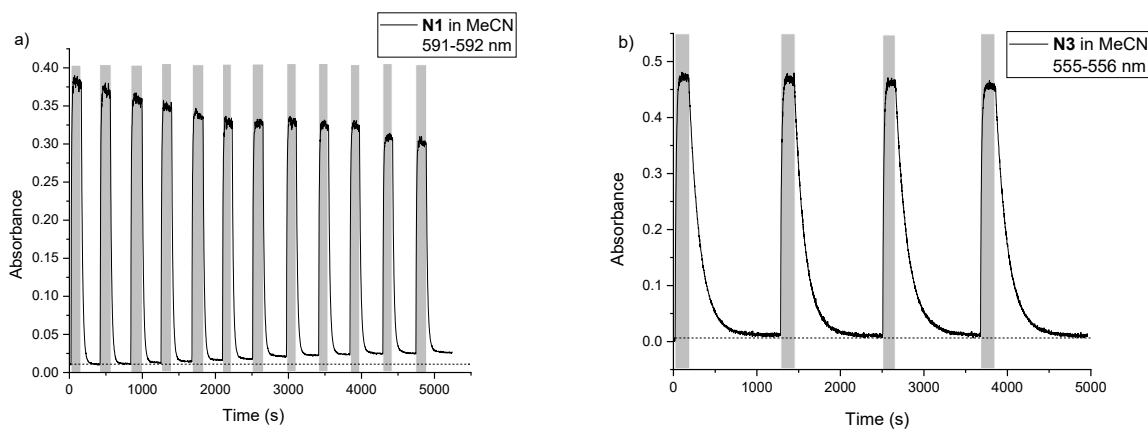 a)
N1 in MeCN
591-592 nm
0.40
0.35
0.30
0.25
0.20
0.15
0.10
0.05
0.00
Absorbance
0 1000 2000 3000 4000 5000
Time (s)
b)
N3 in MeCN
555-556 nm
0.5
0.4
0.3
0.2
0.1
0.0
Absorbance
0 1000 2000 3000 4000 5000
Time (s)